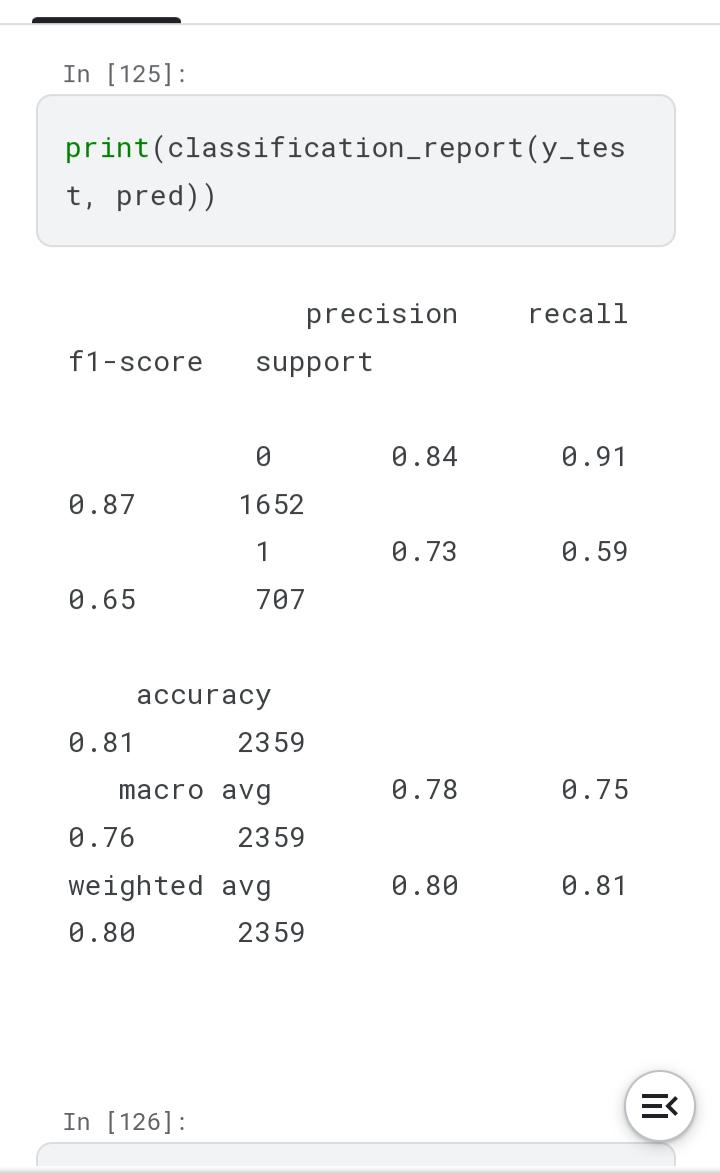 In [125]:
print(classification_report(y_tes
t, pred))
precision recall
f1-score support
0 0.84 0.91
0.87 1652
1 0.73 0.59
0.65 707
accuracy
0.81 2359
macro avg 0.78 0.75
0.76 2359
weighted avg 0.80 0.81
0.80 2359
In [126]: